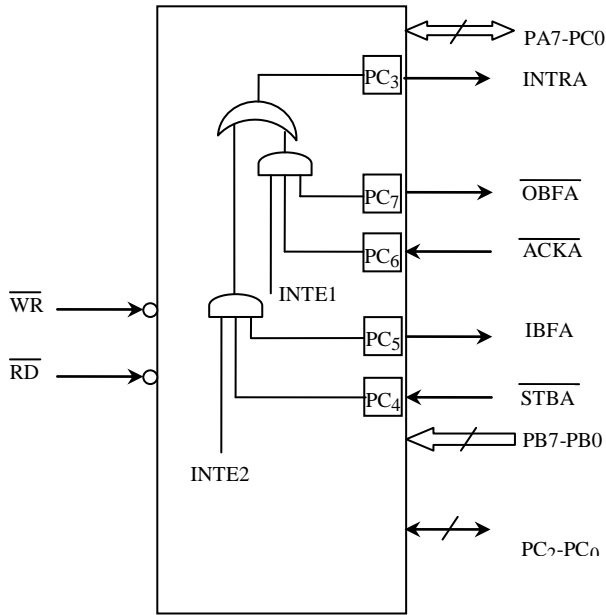 PA7-PC0
PC3
INTRA
PC7
OBFA
PC6
ACKA
WR
INTE1
PC5
IBFA
RD
PC4
STBA
PB7-PB0
INTE2
PC2-PC0